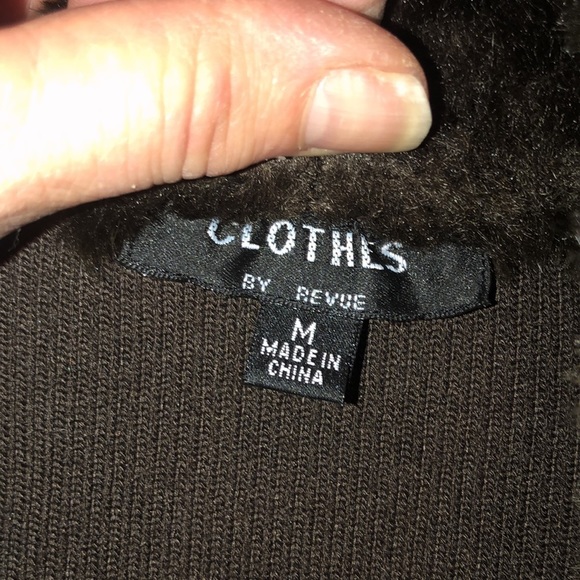 CLOTHES
BY REVUE
M
MADE IN
CHINA